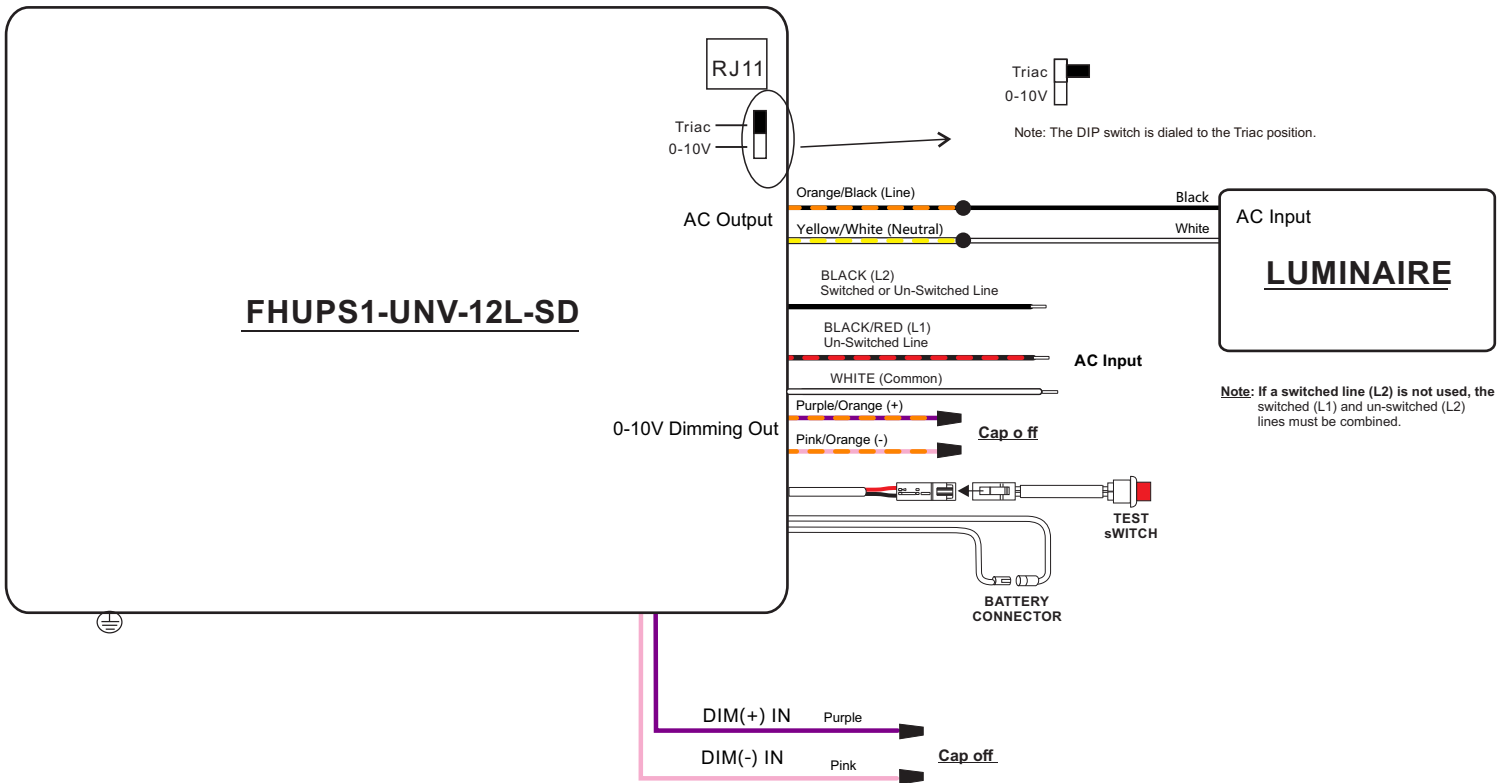 RJ11
Triac
0-10V
Triac
0-10V
Note: The DIP switch is dialed to the Triac position.
Orange/Black (Line)
Black
AC Output
AC Input
Yellow/White (Neutral)
White
LUMINAIRE
FHUPS1-UNV-12L-SD
BLACK (L2)
Switched or Un-Switched Line
BLACK/RED (L1)
Un-Switched Line
AC Input
WHITE (Common)
Note: If a switched line (L2) is not used, the
switched (L1) and un-switched (L2)
lines must be combined.
Purple/Orange (+)
0-10V Dimming Out
Cap o ff
Pink/Orange (-)
TEST
sWITCH
BATTERY
CONNECTOR
DIM(+) IN
Purple
DIM(-) IN
Pink
Cap off